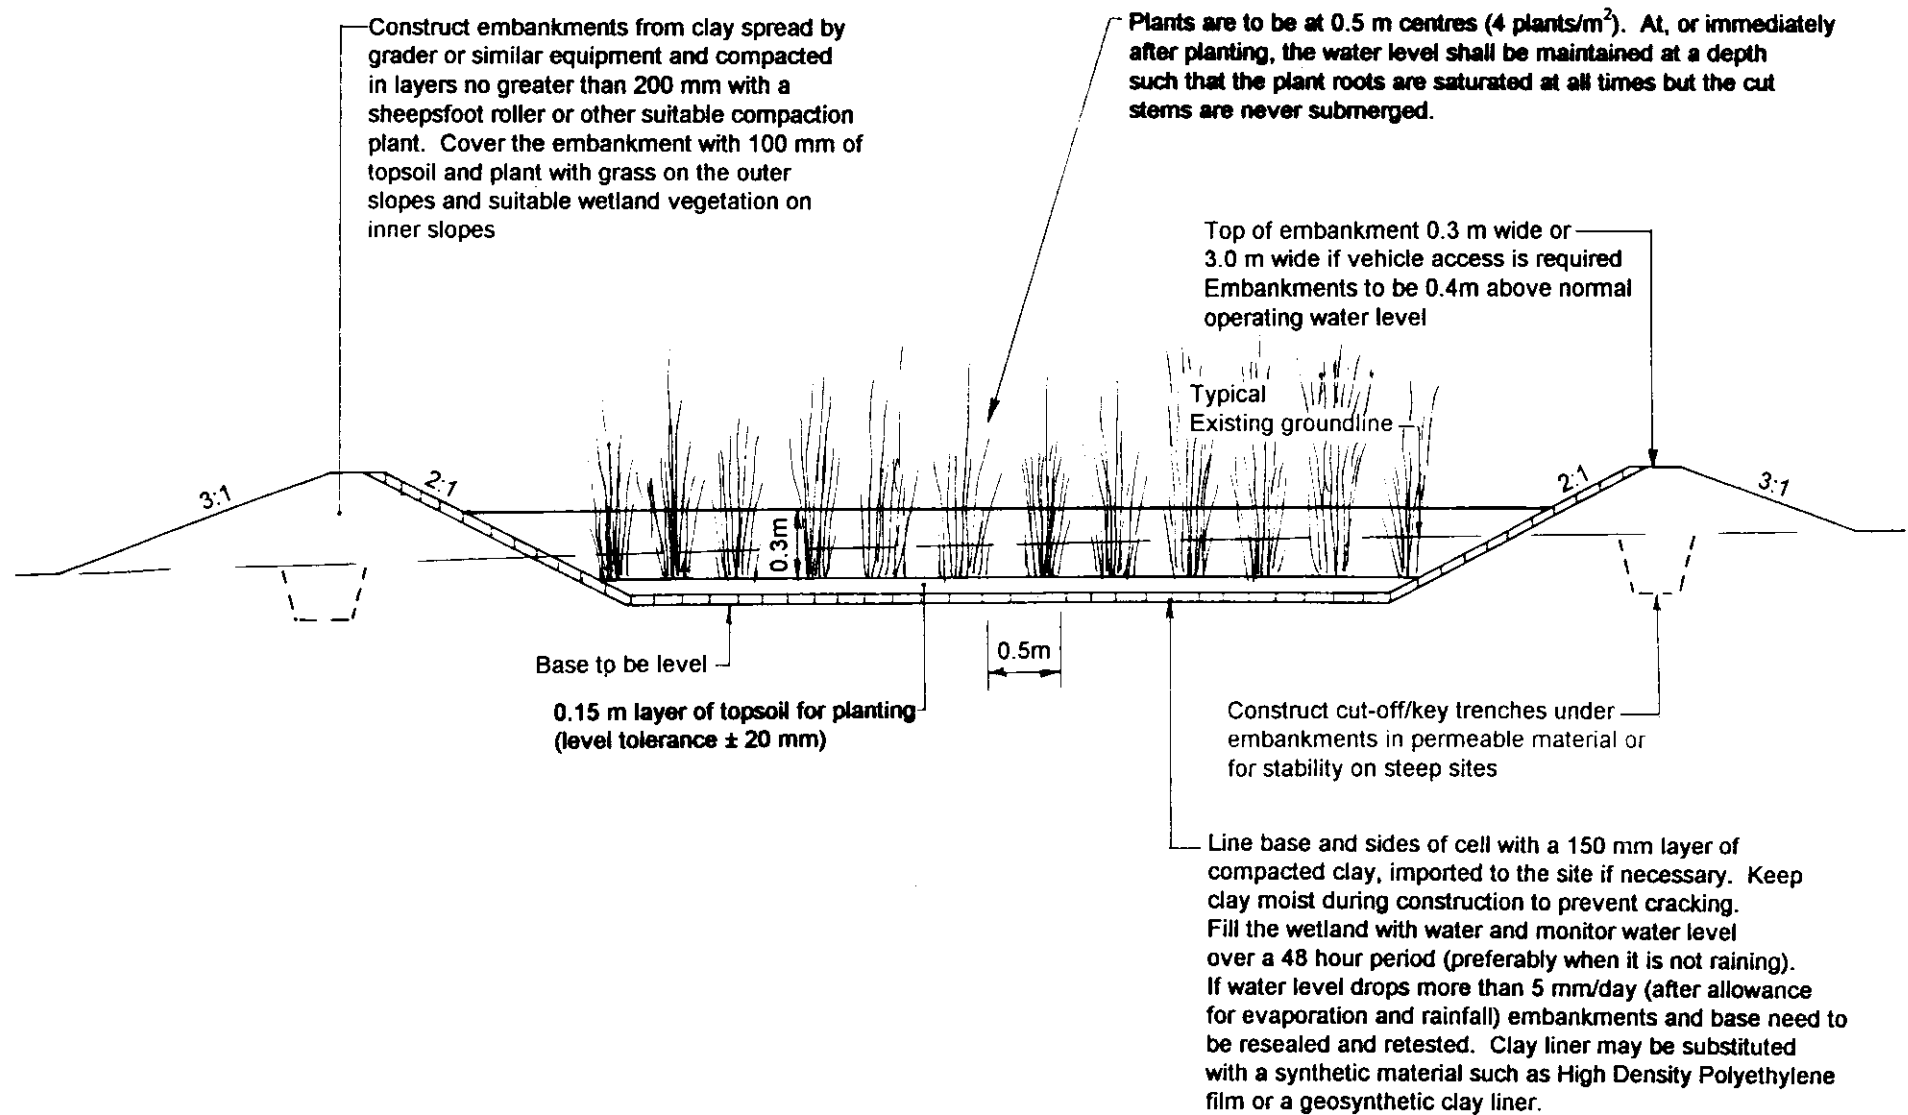 Construct embankments from clay spread by
grader or similar equipment and compacted
in layers no greater than 200 mm with a
sheepsfoot roller or other suitable compaction
plant. Cover the embankment with 100 mm of
topsoil and plant with grass on the outer
slopes and suitable wetland vegetation on
inner slopes
Plants are to be at 0.5 m centres (4 plants/m²). At, or immediately
after planting, the water level shall be maintained at a depth
such that the plant roots are saturated at all times but the cut
stems are never submerged.
Top of embankment 0.3 m wide or
3.0 m wide if vehicle access is required
Embankments to be 0.4m above normal
operating water level
Typical
Existing groundline
3:1
2:1
2:1
3:1
0.3m
0.5m
Base to be level
0.15 m layer of topsoil for planting
(level tolerance ± 20 mm)
Construct cut-off/key trenches under
embankments in permeable material or
for stability on steep sites
Line base and sides of cell with a 150 mm layer of
compacted clay, imported to the site if necessary. Keep
clay moist during construction to prevent cracking.
Fill the wetland with water and monitor water level
over a 48 hour period (preferably when it is not raining).
If water level drops more than 5 mm/day (after allowance
for evaporation and rainfall) embankments and base need to
be resealed and retested. Clay liner may be substituted
with a synthetic material such as High Density Polyethylene
film or a geosynthetic clay liner.